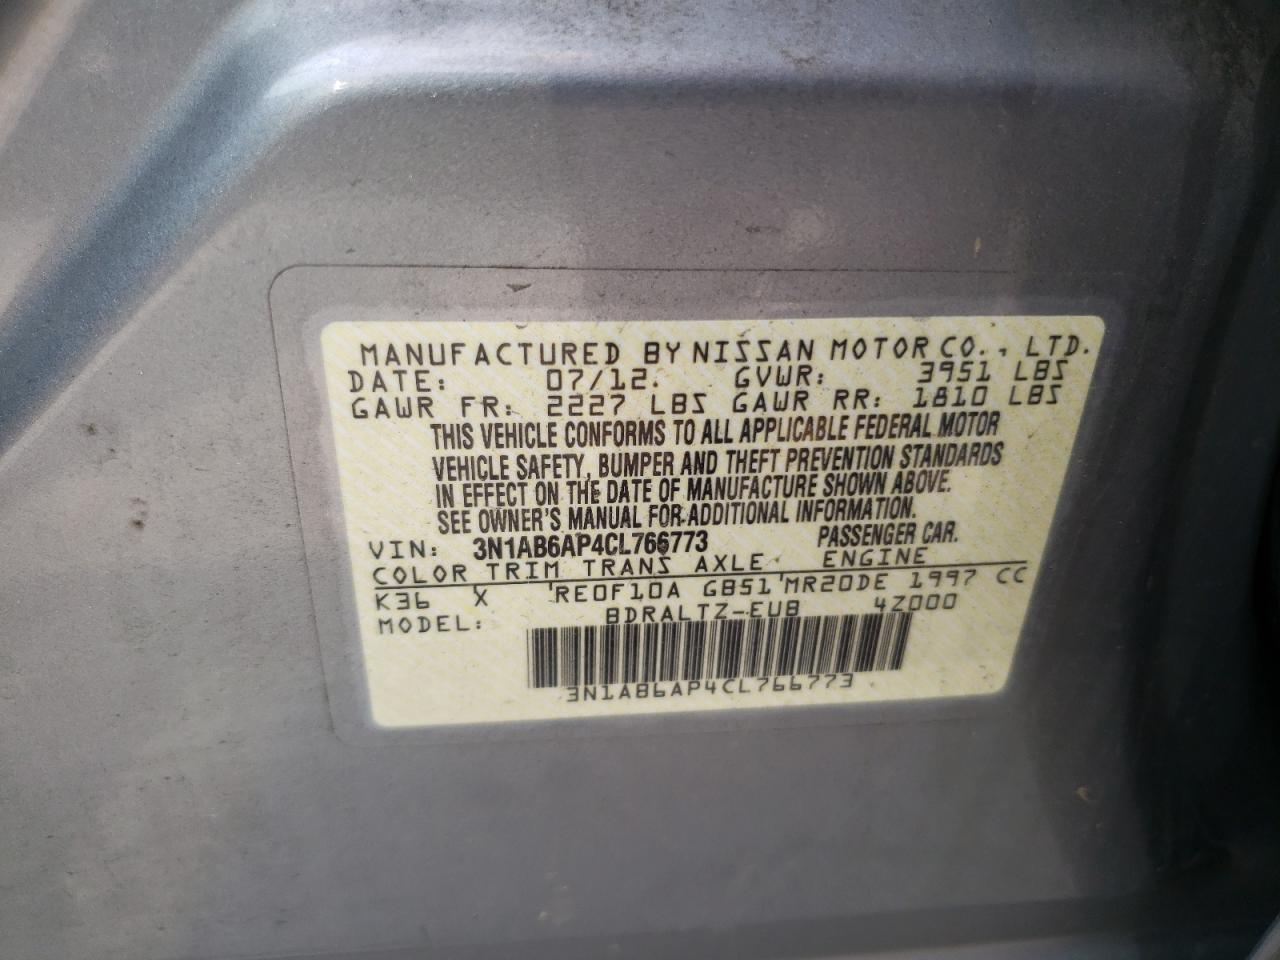 MANUFACTURED BY NISSAN MOTOR CO., LTD.
DATE: 07/12. GVWR: 3951 LBS
GAWR FR: 2227 LBS GAWR RR: 1810 LBS
THIS VEHICLE CONFORMS TO ALL APPLICABLE FEDERAL MOTOR
VEHICLE SAFETY, BUMPER AND THEFT PREVENTION STANDARDS
IN EFFECT ON THE DATE OF MANUFACTURE SHOWN ABOVE.
SEE OWNER'S MANUAL FOR ADDITIONAL INFORMATION.
VIN: 3N1AB6AP4CL766773 PASSENGER CAR.
COLOR TRIM TRANS AXLE ENGINE
K36 X RE0F10A GB51 MR20DE 1997 CC
MODEL: BDRALTZ-EUB 4Z000
3N1AB6AP4CL766773